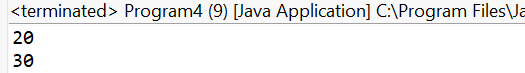 <terminated> Program4 (9) [Java Application] C:\Program Files\Ja
20
30